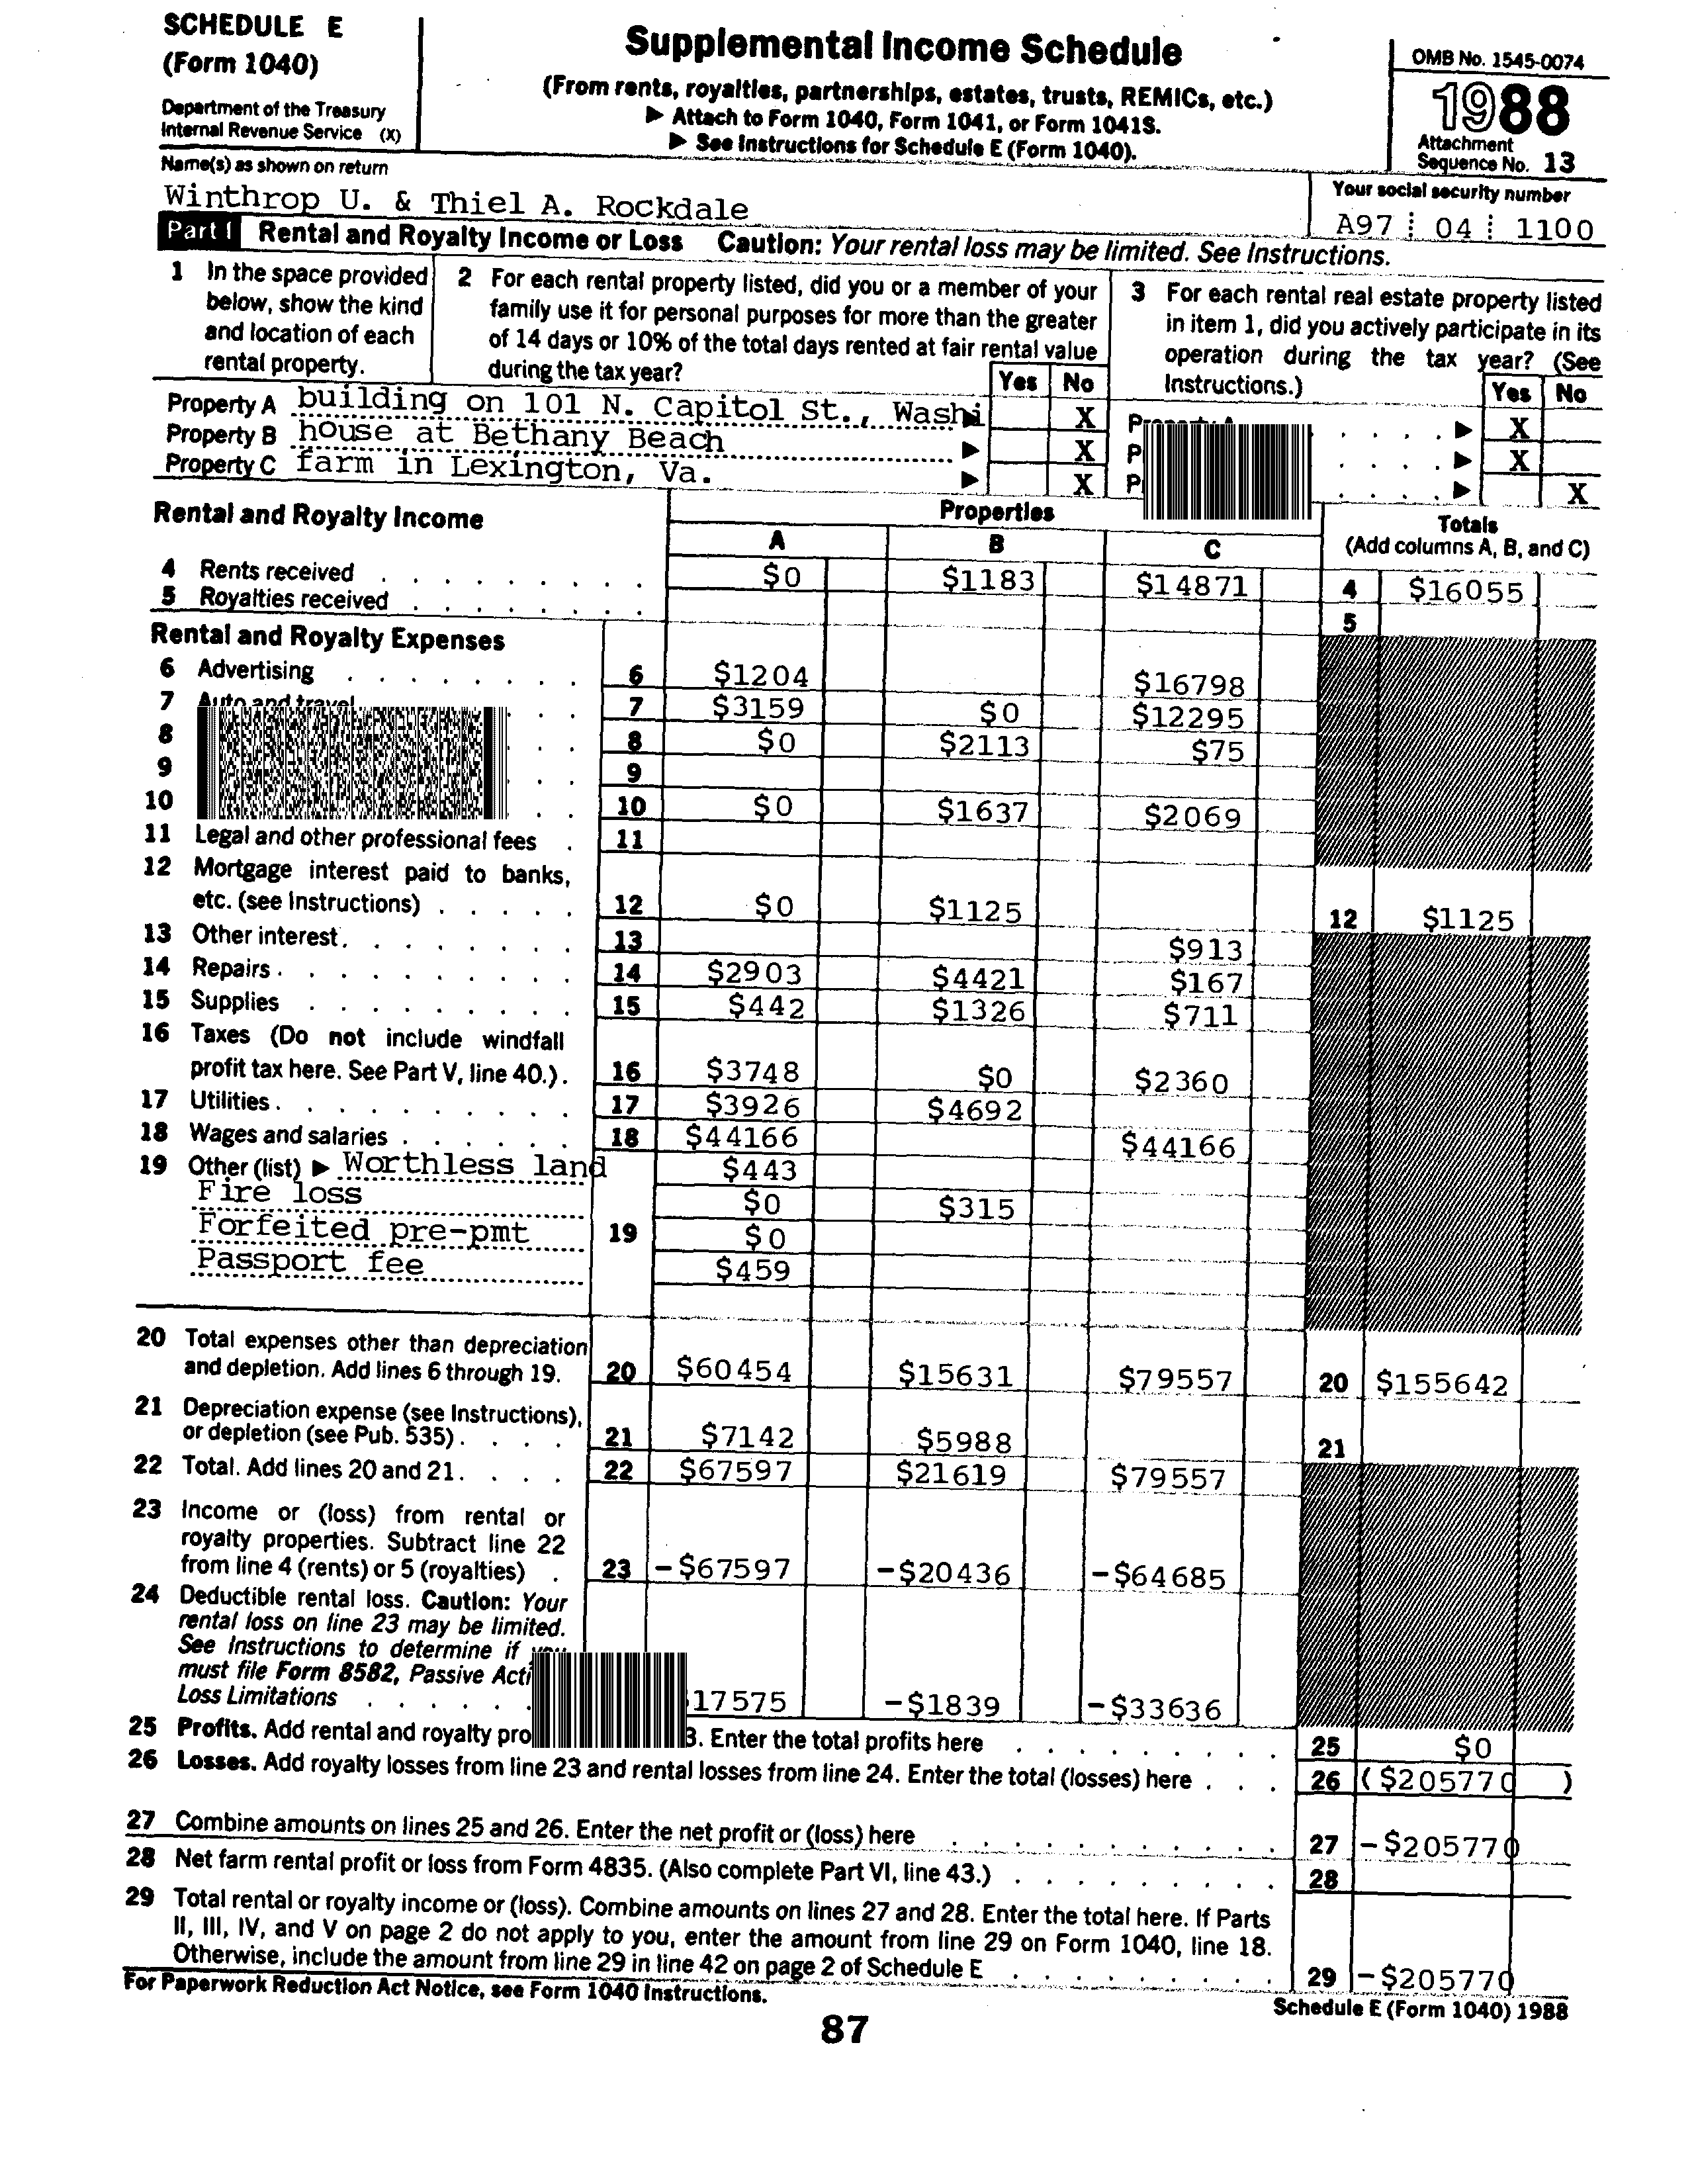 SCHEDULE E
(Form 1040)
Department of the Treasury
Internal Revenue Service (X)
Supplemental Income Schedule
(From rents, royalties, partnerships, estates, trusts, REMICs, etc.)
▶ Attach to Form 1040, Form 1041, or Form 1041S.
▶ See Instructions for Schedule E (Form 1040).
OMB No. 1545-0074
1988
Attachment
Sequence No. 13
Name(s) as shown on return
Winthrop U. & Thiel A. Rockdale
Your social security number
A97 04 1100
Part I Rental and Royalty Income or Loss Caution: Your rental loss may be limited. See Instructions.
1 In the space provided
below, show the kind
and location of each
rental property.
2 For each rental property listed, did you or a member of your
family use it for personal purposes for more than the greater
of 14 days or 10% of the total days rented at fair rental value
during the tax year?
Yes No
3 For each rental real estate property listed
in item 1, did you actively participate in its
operation during the tax year? (See
Instructions.)
Yes No
Property A building on 101 N. Capitol St., Washi X Property A X
Property B house at Bethany Beach ▶ X P ▶ X
Property C farm in Lexington, Va. ▶ X P ▶ X
Rental and Royalty Income
Properties
A B C
Totals
(Add columns A, B, and C)
4 Rents received $0 $1183 $14871 4 $16055
5 Royalties received 5
Rental and Royalty Expenses
6 Advertising 6 $1204 $16798
7 Auto and travel 7 $3159 $0 $12295
8 8 $0 $2113 $75
9 9
10 10 $0 $1637 $2069
11 Legal and other professional fees . 11
12 Mortgage interest paid to banks,
etc. (see Instructions) 12 $0 $1125 12 $1125
13 Other interest. 13 $913
14 Repairs. 14 $2903 $4421 $167
15 Supplies 15 $442 $1326 $711
16 Taxes (Do not include windfall
profit tax here. See Part V, line 40.). 16 $3748 $0 $2360
17 Utilities. 17 $3926 $4692
18 Wages and salaries 18 $44166 $44166
19 Other (list) ▶ Worthless land $443
Fire loss $0 $315
Forfeited pre-pmt 19 $0
Passport fee $459
20 Total expenses other than depreciation
and depletion. Add lines 6 through 19. 20 $60454 $15631 $79557 20 $155642
21 Depreciation expense (see Instructions),
or depletion (see Pub. 535). 21 $7142 $5988 21
22 Total. Add lines 20 and 21. 22 $67597 $21619 $79557
23 Income or (loss) from rental or
royalty properties. Subtract line 22
from line 4 (rents) or 5 (royalties) . 23 -$67597 -$20436 -$64685
24 Deductible rental loss. Caution: Your
rental loss on line 23 may be limited.
See Instructions to determine if you
must file Form 8582, Passive Acti
Loss Limitations 17575 -$1839 -$33636
25 Profits. Add rental and royalty pro 3. Enter the total profits here 25 $0
26 Losses. Add royalty losses from line 23 and rental losses from line 24. Enter the total (losses) here 26 ($205770 )
27 Combine amounts on lines 25 and 26. Enter the net profit or (loss) here 27 -$205770
28 Net farm rental profit or loss from Form 4835. (Also complete Part VI, line 43.) 28
29 Total rental or royalty income or (loss). Combine amounts on lines 27 and 28. Enter the total here. If Parts
II, III, IV, and V on page 2 do not apply to you, enter the amount from line 29 on Form 1040, line 18.
Otherwise, include the amount from line 29 in line 42 on page 2 of Schedule E 29 -$205770
For Paperwork Reduction Act Notice, see Form 1040 Instructions.
Schedule E (Form 1040) 1988
87